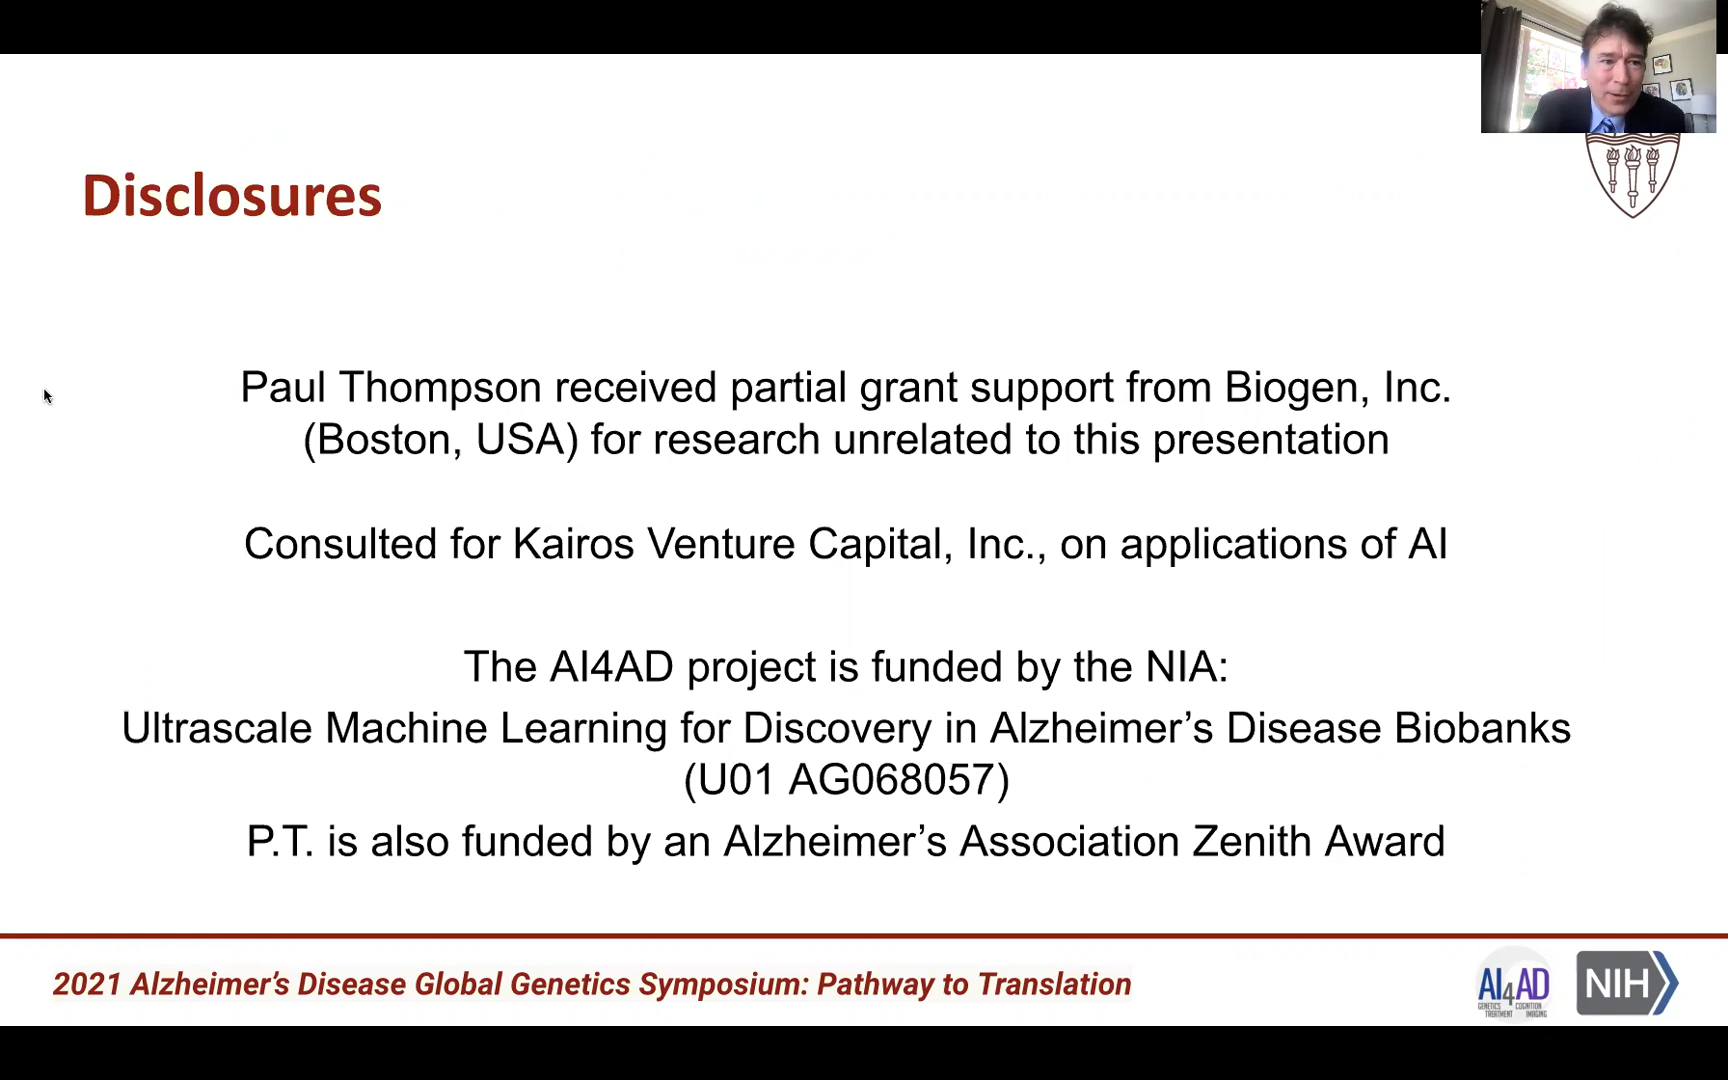 Disclosures
Paul Thompson received partial grant support from Biogen, Inc.
(Boston, USA) for research unrelated to this presentation
Consulted for Kairos Venture Capital, Inc., on applications of AI
The AI4AD project is funded by the NIA:
Ultrascale Machine Learning for Discovery in Alzheimer’s Disease Biobanks
(U01 AG068057)
P.T. is also funded by an Alzheimer’s Association Zenith Award
2021 Alzheimer’s Disease Global Genetics Symposium: Pathway to Translation
AI4AD
GENETICS COGNITION
TREATMENT IMAGING
NIH